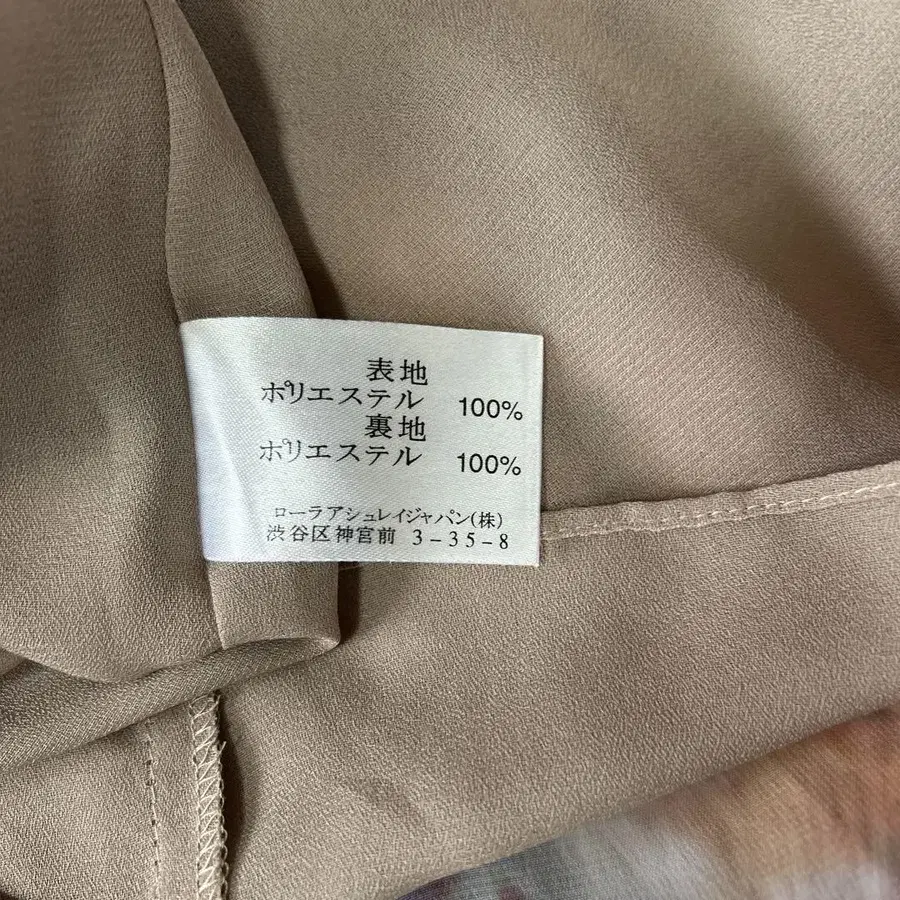 表地
ポリエステル 100%
裏地
ポリエステル 100%
ローラアシュレイジャパン(株)
渋谷区神宮前 3-35-8